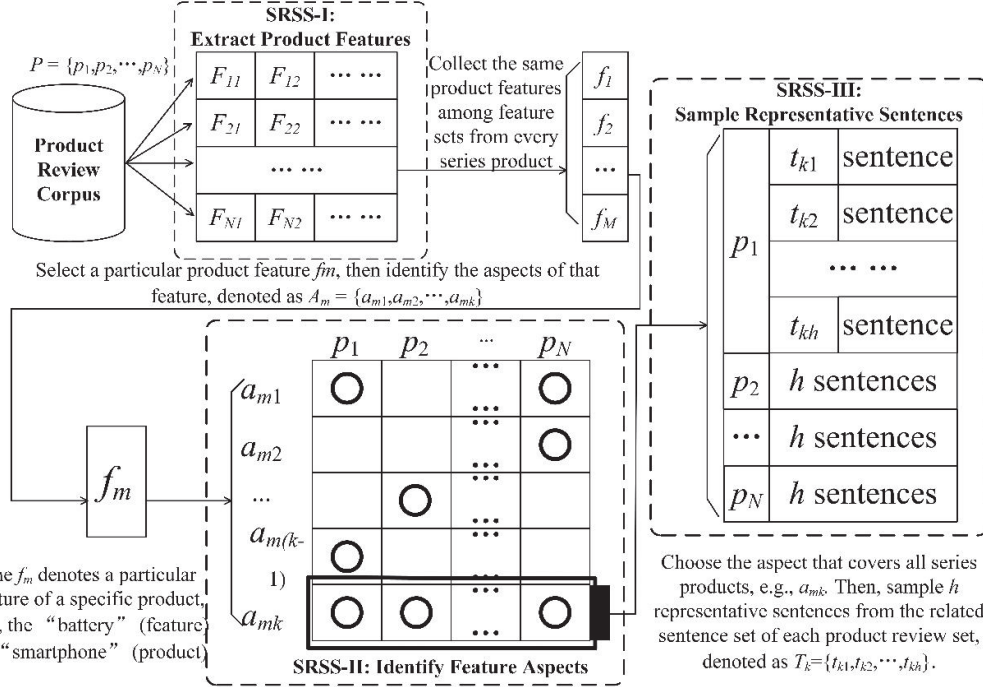 SRSS-I:
Extract Product Features
P = {p1,p2,⋯,pN}
Product
Review
Corpus
F11 F12 … …
F21 F22 … …
… …
FN1 FN2 … …
Collect the same
product features
among feature
sets from every
series product
f1
f2
…
fM
SRSS-III:
Sample Representative Sentences
p1
tk1 sentence
tk2 sentence
… …
tkh sentence
p2 h sentences
… h sentences
pN h sentences
Select a particular product feature fm, then identify the aspects of that
feature, denoted as Am = {am1,am2,⋯,amk}
fm
p1 p2 … pN
am1 …
am2 …
… …
am(k-
1) …
amk …
SRSS-II: Identify Feature Aspects
fm denotes a particular
of a specific product,
the “battery” (feature)
“smartphone” (product)
Choose the aspect that covers all series
products, e.g., amk. Then, sample h
representative sentences from the related
sentence set of each product review set,
denoted as Tk={tk1,tk2,⋯,tkh}.